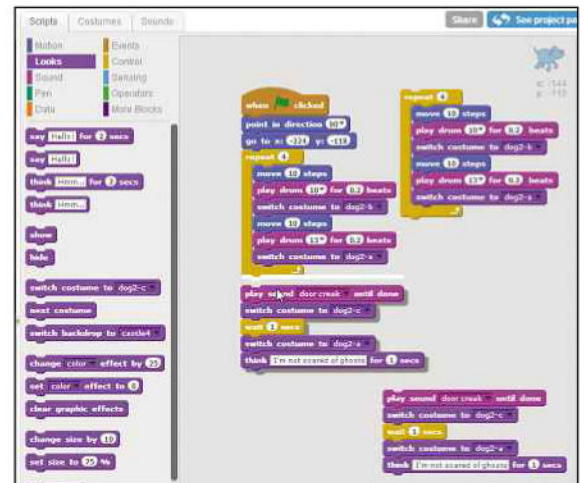 Scripts Costumes Sounds
Share See project pa
Motion Events
Looks Control
Sound Sensing
Pen Operators
Data More Blocks
say Hello! for 2 secs
say Hello!
think Hmm... for 2 secs
think Hmm...
show
hide
switch costume to dog2-c
next costume
switch backdrop to castle4
change color effect by 25
set color effect to 0
clear graphic effects
change size by 10
set size to 25 %
when clicked
point in direction 90
go to x: -224 y: -118
repeat 4
move 10 steps
play drum 10 for 0.2 beats
switch costume to dog2-b
move 10 steps
play drum 13 for 0.2 beats
switch costume to dog2-a
play sound door creak until done
switch costume to dog2-c
wait 1 secs
switch costume to dog2-a
think I'm not scared of ghosts for 1 secs
x: -144
repeat 4
move 10 steps
play drum 10 for 0.2 beats
switch costume to dog2-b
move 10 steps
play drum 13 for 0.2 beats
switch costume to dog2-a
play sound door creak until done
switch costume to dog2-c
wait 1 secs
switch costume to dog2-a
think I'm not scared of ghosts for 1 secs